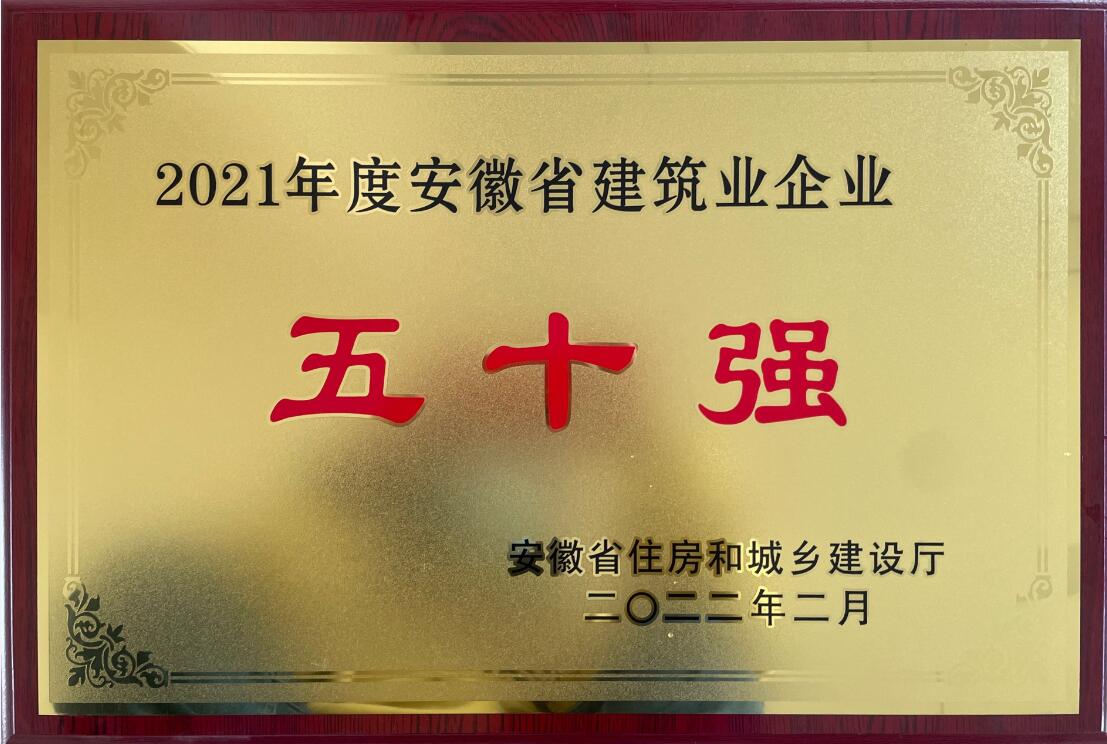 2021年度安徽省建筑业企业
五十强
安徽省住房和城乡建设厅
二〇二二年二月